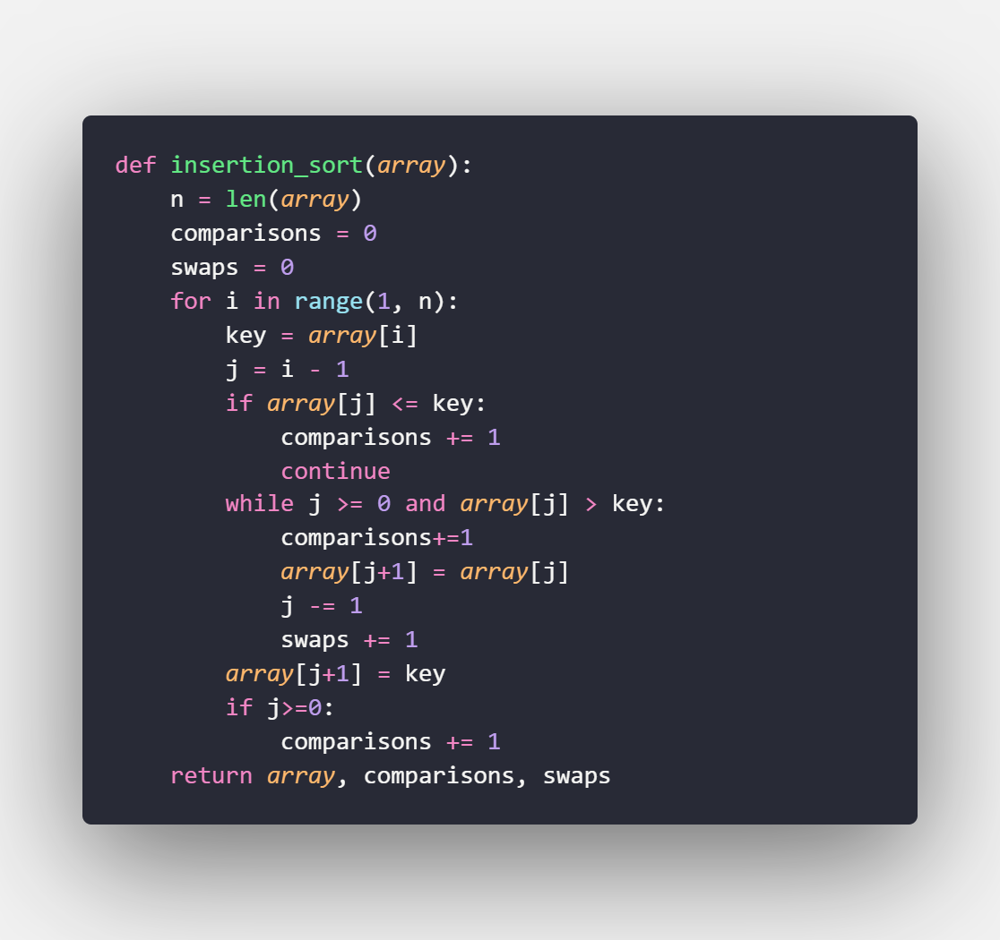 def insertion_sort(array):
    n = len(array)
    comparisons = 0
    swaps = 0
    for i in range(1, n):
        key = array[i]
        j = i - 1
        if array[j] <= key:
            comparisons += 1
            continue
        while j >= 0 and array[j] > key:
            comparisons+=1
            array[j+1] = array[j]
            j -= 1
            swaps += 1
        array[j+1] = key
        if j>=0:
            comparisons += 1
    return array, comparisons, swaps